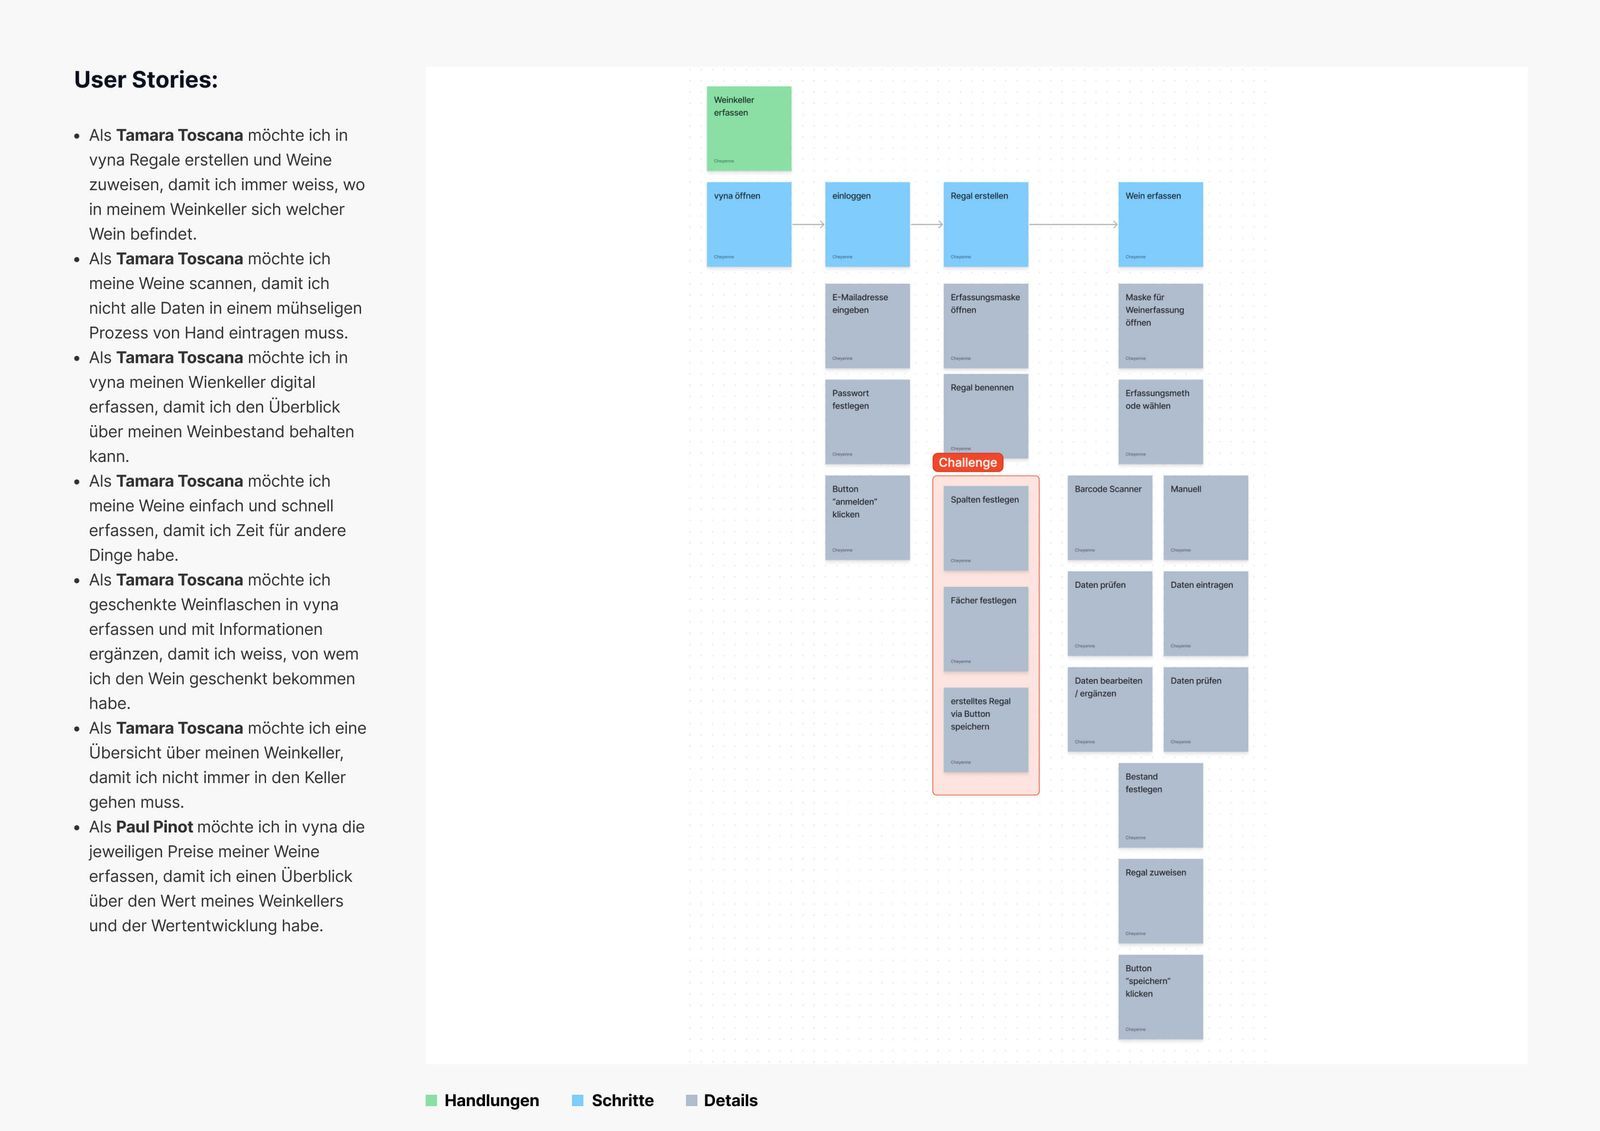 User Stories:
Als Tamara Toscana möchte ich in
vyna Regale erstellen und Weine
zuweisen, damit ich immer weiss, wo
in meinem Weinkeller sich welcher
Wein befindet.
Als Tamara Toscana möchte ich
meine Weine scannen, damit ich
nicht alle Daten in einem mühseligen
Prozess von Hand eintragen muss.
Als Tamara Toscana möchte ich in
vyna meinen Wienkeller digital
erfassen, damit ich den Überblick
über meinen Weinbestand behalten
kann.
Als Tamara Toscana möchte ich
meine Weine einfach und schnell
erfassen, damit ich Zeit für andere
Dinge habe.
Als Tamara Toscana möchte ich
geschenkte Weinflaschen in vyna
erfassen und mit Informationen
ergänzen, damit ich weiss, von wem
ich den Wein geschenkt bekommen
habe.
Als Tamara Toscana möchte ich eine
Übersicht über meinen Weinkeller,
damit ich nicht immer in den Keller
gehen muss.
Als Paul Pinot möchte ich in vyna die
jeweiligen Preise meiner Weine
erfassen, damit ich einen Überblick
über den Wert meines Weinkellers
und der Wertentwicklung habe.
Weinkeller
erfassen
Cheyenne
vyna öffnen
Cheyenne
einloggen
Cheyenne
Regal erstellen
Cheyenne
Wein erfassen
Cheyenne
E-Mailadresse
eingeben
Cheyenne
Passwort
festlegen
Cheyenne
Button
"anmelden"
klicken
Cheyenne
Erfassungsmaske
öffnen
Cheyenne
Regal benennen
Cheyenne
Challenge
Spalten festlegen
Cheyenne
Fächer festlegen
Cheyenne
erstelltes Regal
via Button
speichern
Cheyenne
Maske für
Weinerfassung
öffnen
Cheyenne
Erfassungsmeth
ode wählen
Cheyenne
Barcode Scanner
Cheyenne
Daten prüfen
Cheyenne
Daten bearbeiten
/ ergänzen
Cheyenne
Manuell
Cheyenne
Daten eintragen
Cheyenne
Daten prüfen
Cheyenne
Bestand
festlegen
Cheyenne
Regal zuweisen
Cheyenne
Button
"speichern"
klicken
Cheyenne
Handlungen
Schritte
Details